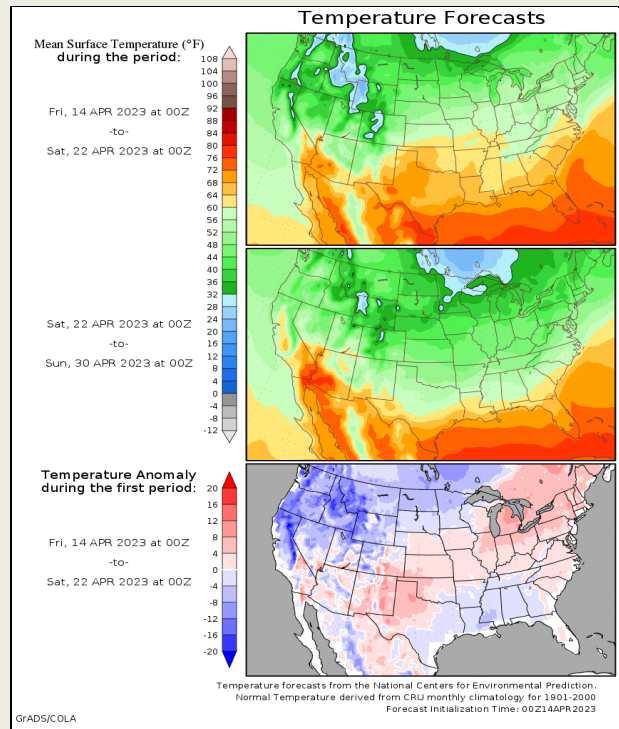 Temperature Forecasts
Mean Surface Temperature (°F)
during the period:
108
104
100
96
92
88
84
80
76
72
68
64
60
56
52
48
44
40
36
32
28
24
20
16
12
8
4
0
-4
-8
-12
Fri, 14 APR 2023 at 00Z
-to-
Sat, 22 APR 2023 at 00Z
Sat, 22 APR 2023 at 00Z
-to-
Sun, 30 APR 2023 at 00Z
Temperature Anomaly
during the first period:
20
16
12
8
4
0
-4
-8
-12
-16
-20
Fri, 14 APR 2023 at 00Z
-to-
Sat, 22 APR 2023 at 00Z
Temperature forecasts from the National Centers for Environmental Prediction.
Normal Temperature derived from CRU monthly climatology for 1901-2000
Forecast Initialization Time: 00Z14APR2023
GrADS/COLA